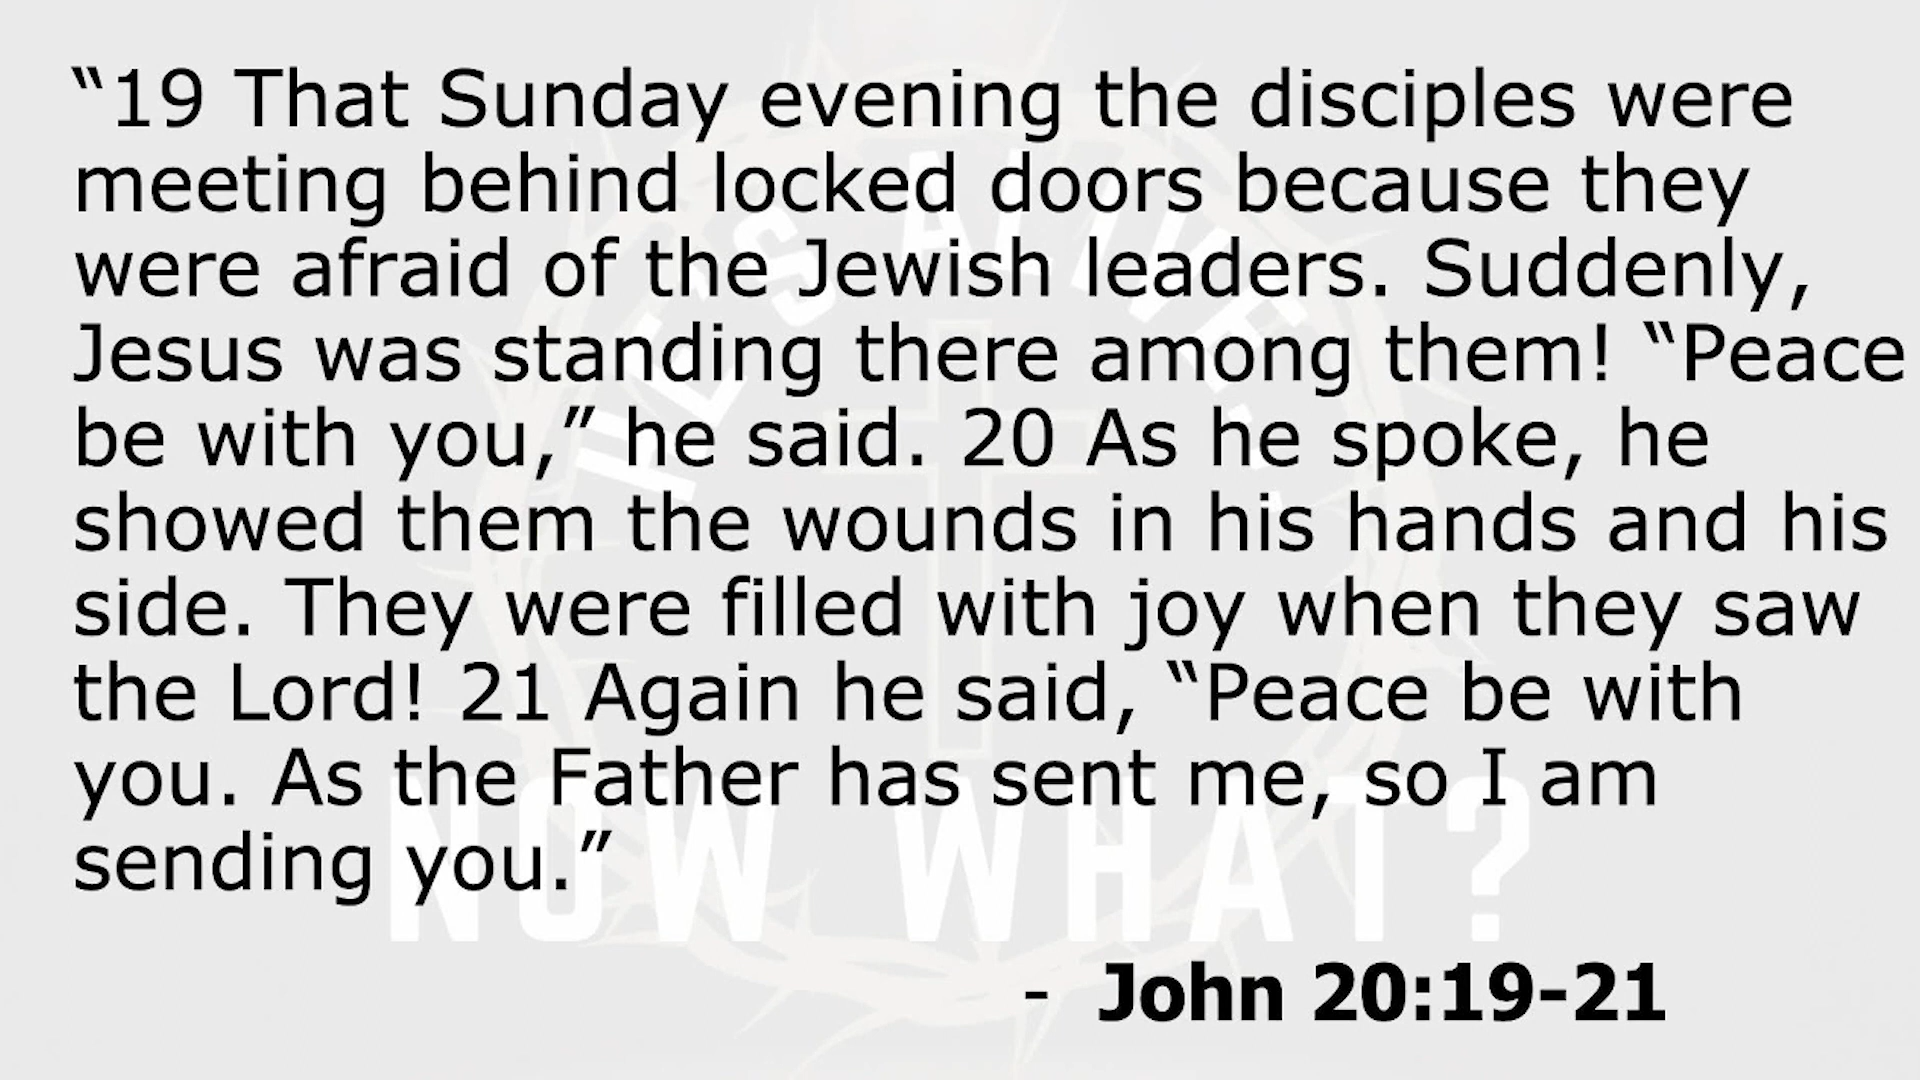 “19 That Sunday evening the disciples were
meeting behind locked doors because they
were afraid of the Jewish leaders. Suddenly,
Jesus was standing there among them! “Peace
be with you,” he said. 20 As he spoke, he
showed them the wounds in his hands and his
side. They were filled with joy when they saw
the Lord! 21 Again he said, “Peace be with
you. As the Father has sent me, so I am
sending you.”
- John 20:19-21
HE'S ALIVE...
NOW WHAT?